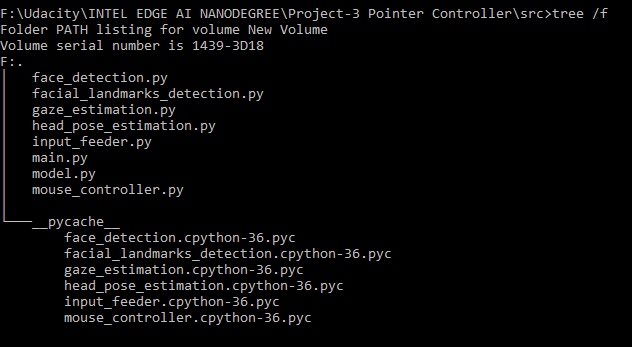 F:\Udacity\INTEL EDGE AI NANODEGREE\Project-3 Pointer Controller\src>tree /f
Folder PATH listing for volume New Volume
Volume serial number is 1439-3D18
F:.
│   face_detection.py
│   facial_landmarks_detection.py
│   gaze_estimation.py
│   head_pose_estimation.py
│   input_feeder.py
│   main.py
│   model.py
│   mouse_controller.py
│
└───__pycache__
        face_detection.cpython-36.pyc
        facial_landmarks_detection.cpython-36.pyc
        gaze_estimation.cpython-36.pyc
        head_pose_estimation.cpython-36.pyc
        input_feeder.cpython-36.pyc
        mouse_controller.cpython-36.pyc